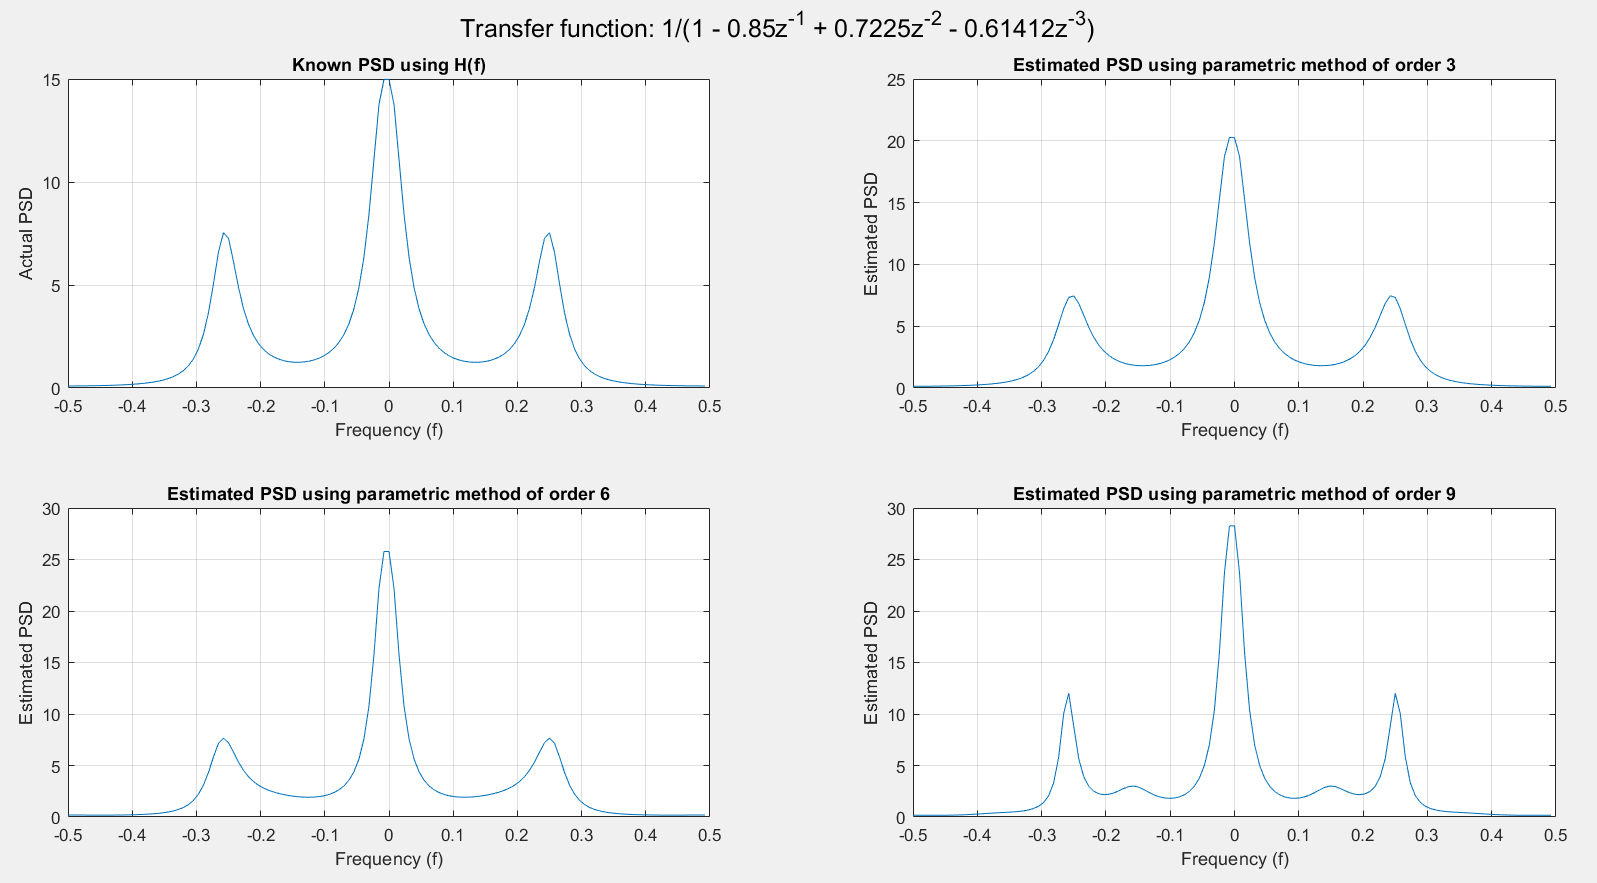 Transfer function: 1/(1 - 0.85z^-1 + 0.7225z^-2 - 0.61412z^-3)
Known PSD using H(f)
15
10
5
0
Actual PSD
-0.5 -0.4 -0.3 -0.2 -0.1 0 0.1 0.2 0.3 0.4 0.5
Frequency (f)
Estimated PSD using parametric method of order 3
25
20
15
10
5
0
Estimated PSD
-0.5 -0.4 -0.3 -0.2 -0.1 0 0.1 0.2 0.3 0.4 0.5
Frequency (f)
Estimated PSD using parametric method of order 6
30
25
20
15
10
5
0
Estimated PSD
-0.5 -0.4 -0.3 -0.2 -0.1 0 0.1 0.2 0.3 0.4 0.5
Frequency (f)
Estimated PSD using parametric method of order 9
30
25
20
15
10
5
0
Estimated PSD
-0.5 -0.4 -0.3 -0.2 -0.1 0 0.1 0.2 0.3 0.4 0.5
Frequency (f)